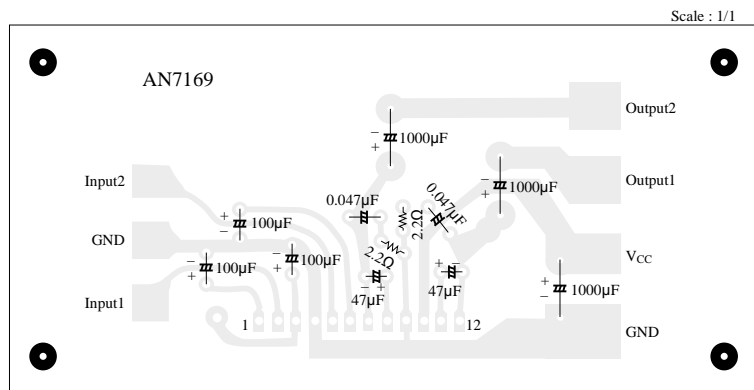 Scale : 1/1
AN7169
Output2
1000µF
Input2
0.047µF
0.047µF
1000µF
Output1
100µF
2.2Ω
GND
2.2Ω
VCC
100µF
100µF
Input1
47µF
47µF
1000µF
1
12
GND